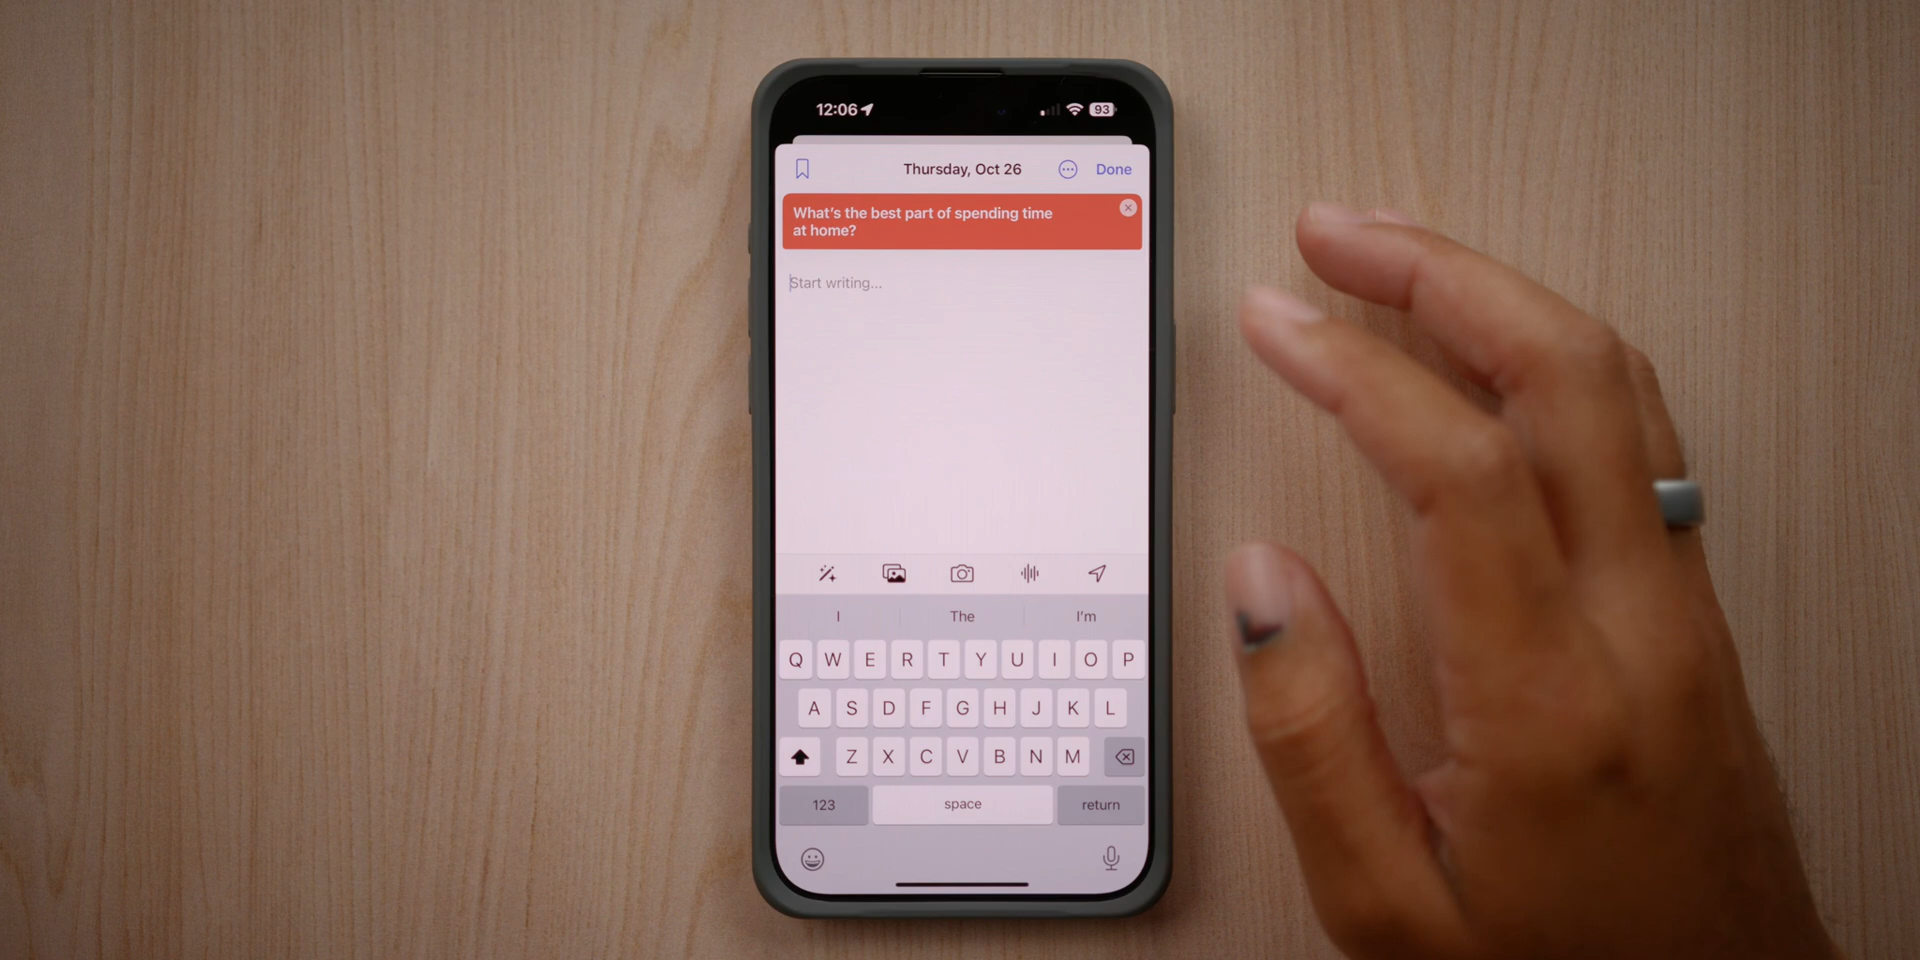 12:06
93
Thursday, Oct 26
Done
What's the best part of spending time
at home?
Start writing...
I The I'm
Q W E R T Y U I O P
A S D F G H J K L
Z X C V B N M
123 space return